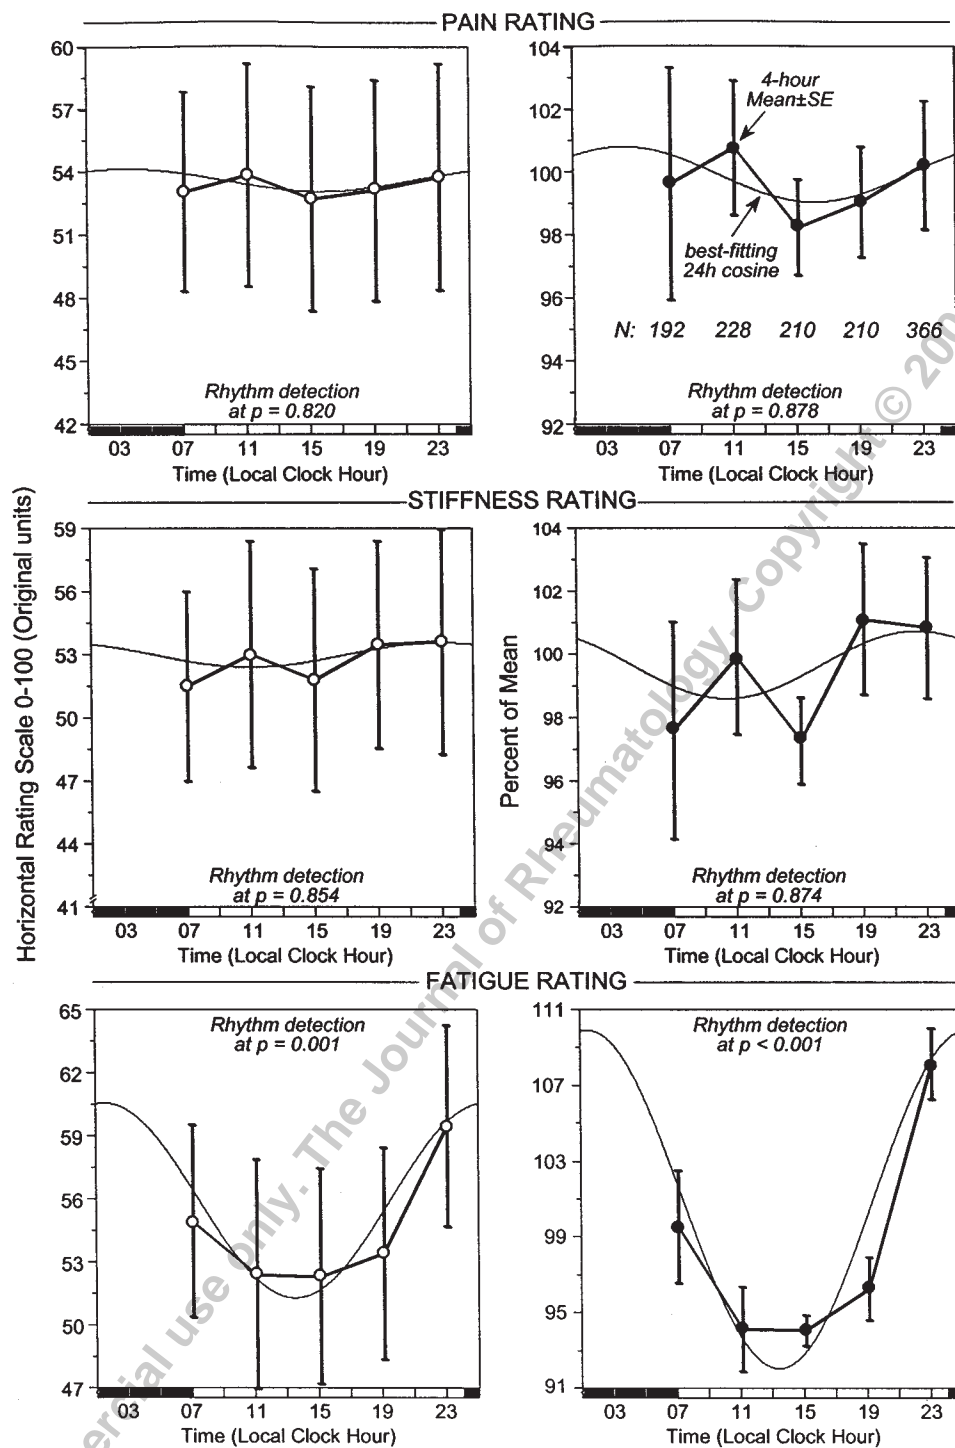 PAIN RATING
60
57
54
51
48
45
42
Rhythm detection
at p = 0.820
03 07 11 15 19 23
Time (Local Clock Hour)
104
102
100
98
96
94
92
4-hour
Mean±SE
best-fitting
24h cosine
N: 192 228 210 210 366
Rhythm detection
at p = 0.878
03 07 11 15 19 23
Time (Local Clock Hour)
Horizontal Rating Scale 0-100 (Original units)
STIFFNESS RATING
59
56
53
50
47
44
41
Rhythm detection
at p = 0.854
03 07 11 15 19 23
Time (Local Clock Hour)
Percent of Mean
104
102
100
98
96
94
92
Rhythm detection
at p = 0.874
03 07 11 15 19 23
Time (Local Clock Hour)
FATIGUE RATING
65
62
59
56
53
50
47
Rhythm detection
at p = 0.001
03 07 11 15 19 23
Time (Local Clock Hour)
111
107
103
99
95
91
Rhythm detection
at p < 0.001
03 07 11 15 19 23
Time (Local Clock Hour)
use only. The Journal of Rheumatology. Copyright ©